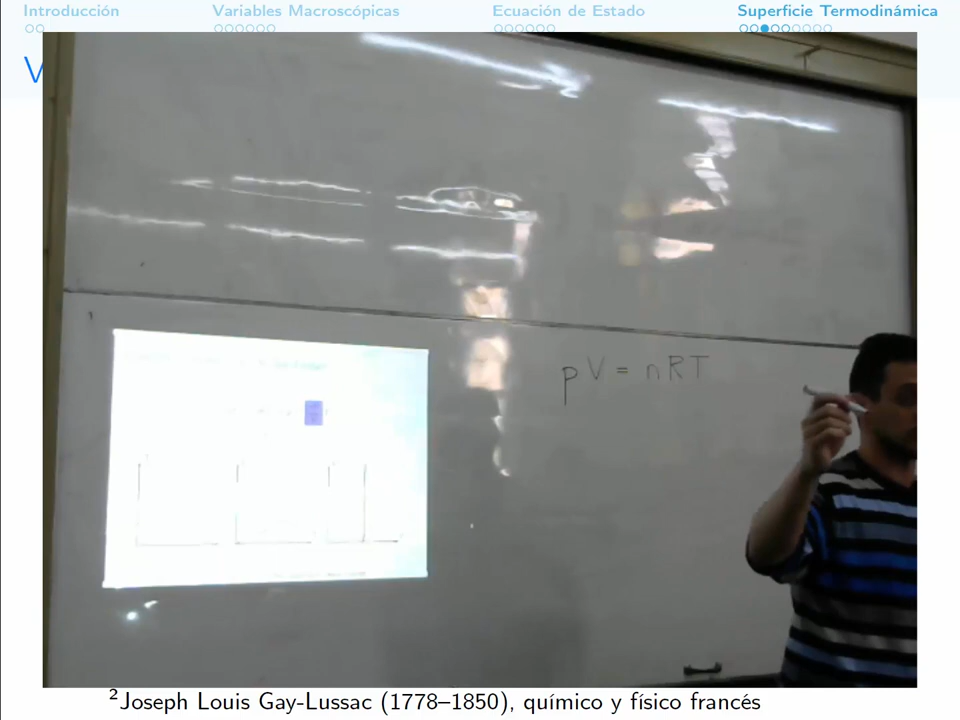 Introducción Variables Macroscópicas Ecuación de Estado Superficie Termodinámica
V
pV = nRT
²Joseph Louis Gay-Lussac (1778–1850), químico y físico francés